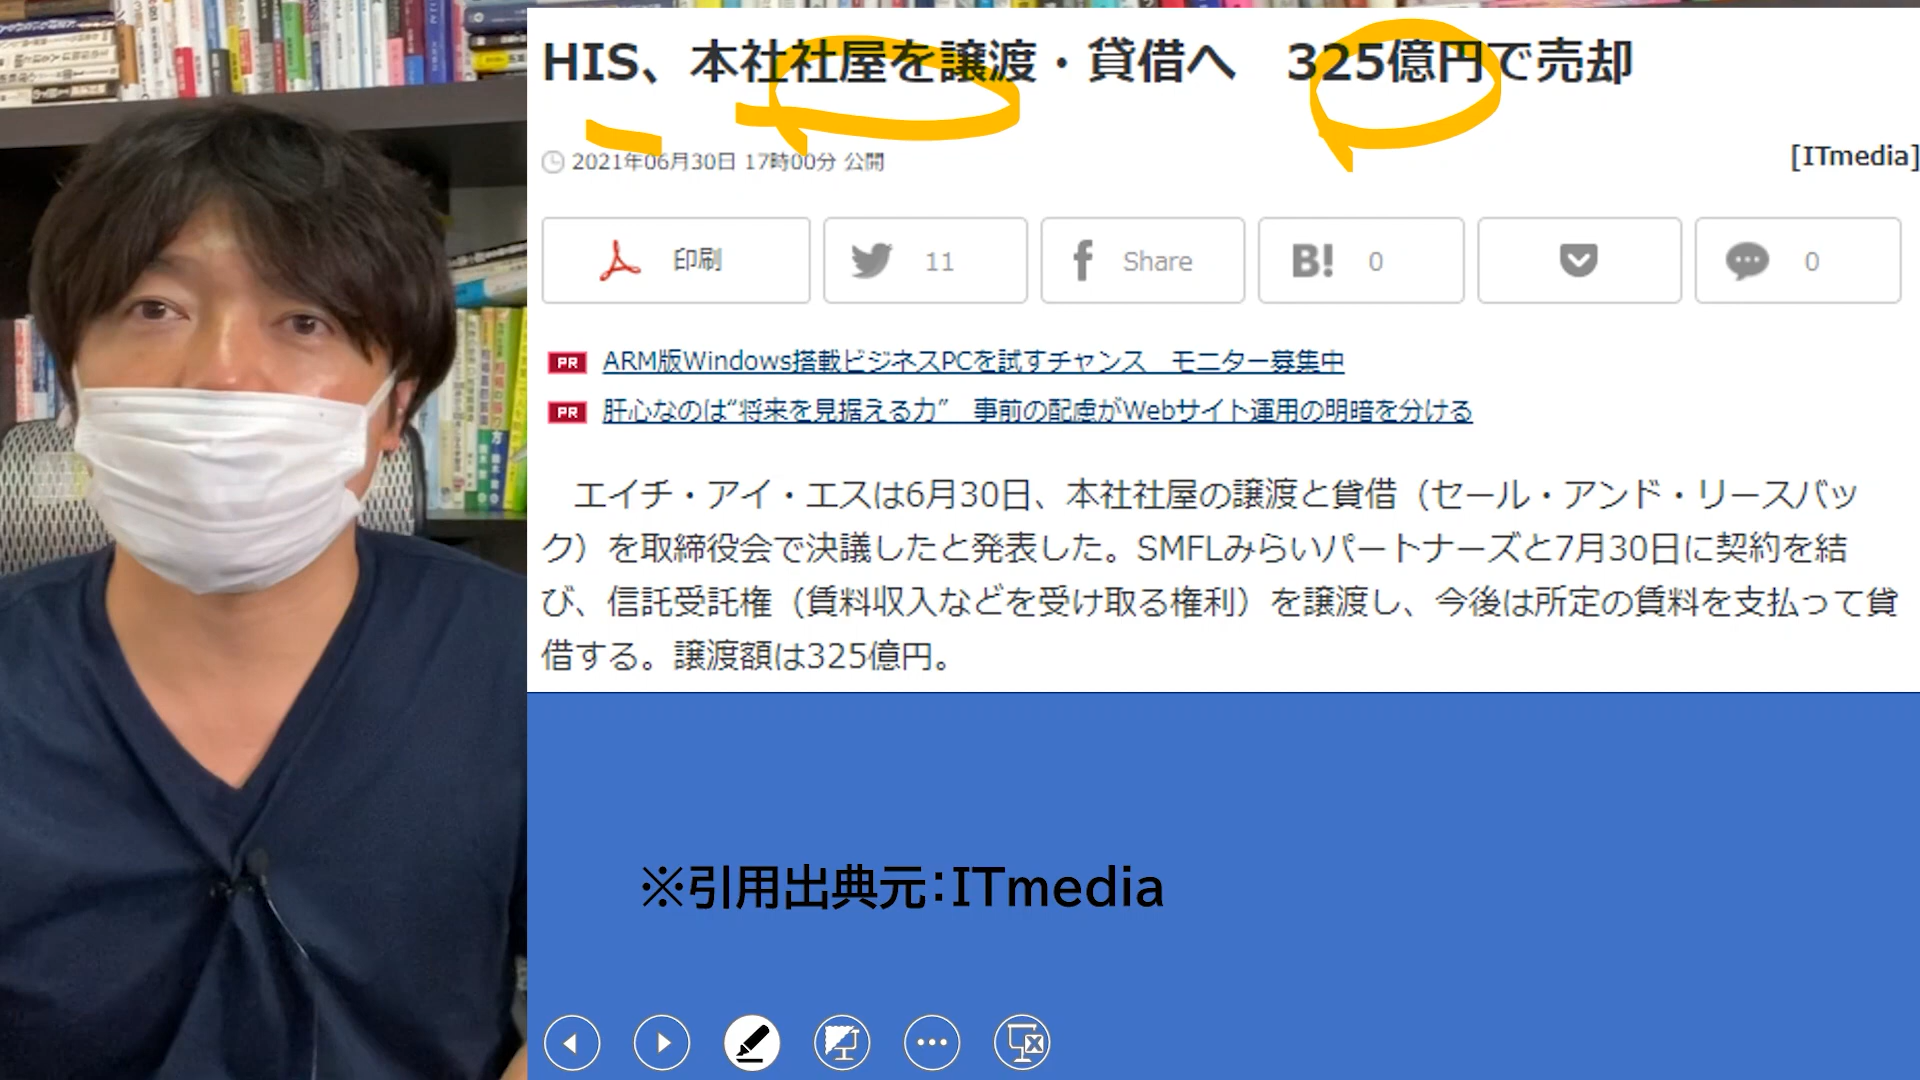 HIS、本社社屋を譲渡・貸借へ　325億円で売却
2021年06月30日 17時00分 公開
[ITmedia]
印刷
11
Share
B! 0
0
PR ARM版Windows搭載ビジネスPCを試すチャンス　モニター募集中
PR 肝心なのは“将来を見据える力”　事前の配慮がWebサイト運用の明暗を分ける
エイチ・アイ・エスは6月30日、本社社屋の譲渡と貸借（セール・アンド・リースバッ
ク）を取締役会で決議したと発表した。SMFLみらいパートナーズと7月30日に契約を結
び、信託受託権（賃料収入などを受け取る権利）を譲渡し、今後は所定の賃料を支払って貸
借する。譲渡額は325億円。
※引用出典元：ITmedia